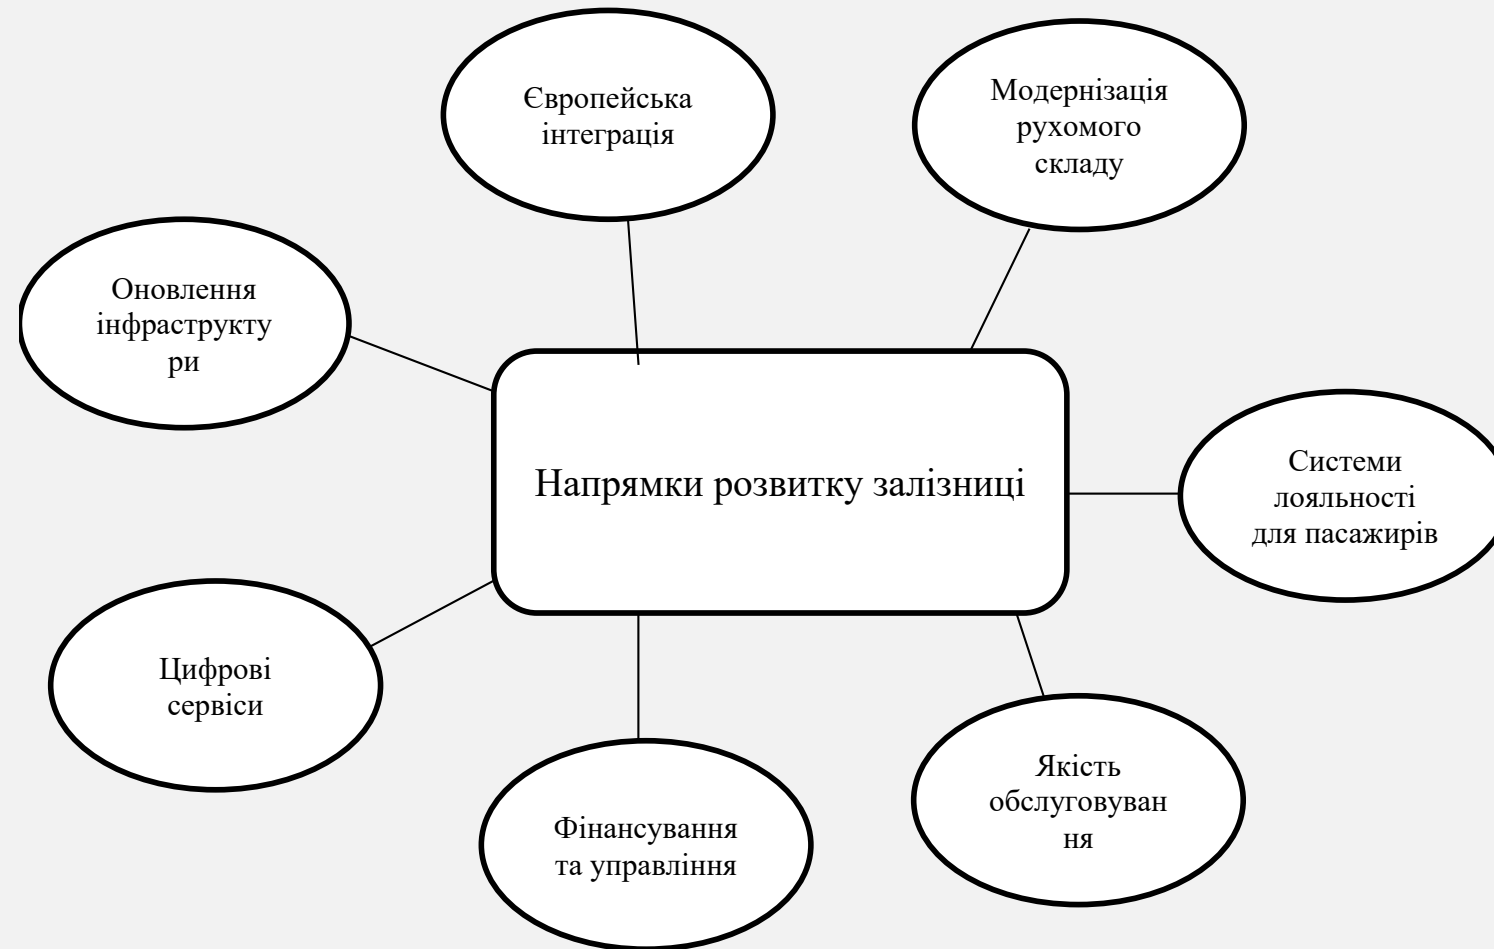 Європейська
інтеграція
Модернізація
рухомого
складу
Оновлення
інфраструкту
ри
Напрямки розвитку залізниці
Системи
лояльності
для пасажирів
Цифрові
сервіси
Фінансування
та управління
Якість
обслуговуван
ня